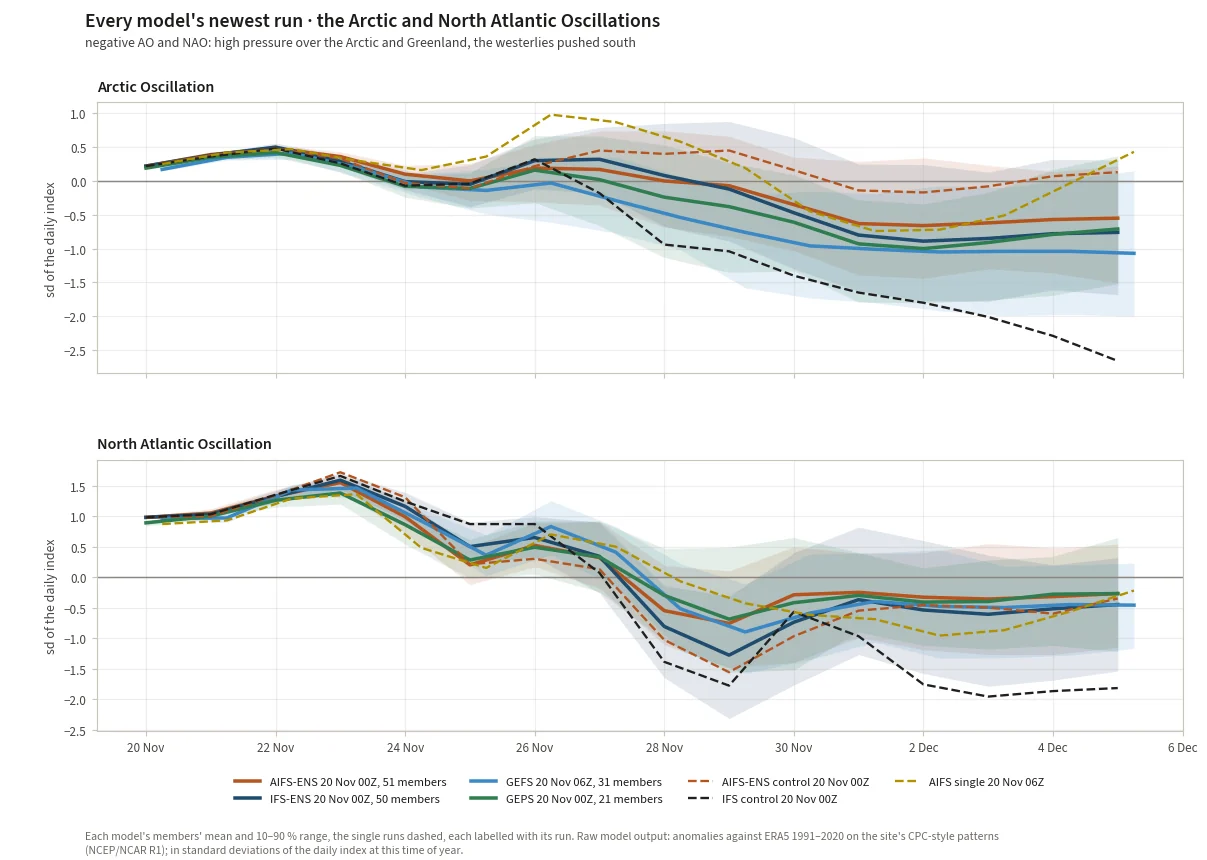 Every model's newest run · the Arctic and North Atlantic Oscillations
negative AO and NAO: high pressure over the Arctic and Greenland, the westerlies pushed south
Arctic Oscillation
1.0
0.5
0.0
−0.5
−1.0
−1.5
−2.0
−2.5
sd of the daily index
North Atlantic Oscillation
1.5
1.0
0.5
0.0
−0.5
−1.0
−1.5
−2.0
−2.5
sd of the daily index
20 Nov 22 Nov 24 Nov 26 Nov 28 Nov 30 Nov 2 Dec 4 Dec 6 Dec
AIFS-ENS 20 Nov 00Z, 51 members GEFS 20 Nov 06Z, 31 members AIFS-ENS control 20 Nov 00Z AIFS single 20 Nov 06Z
IFS-ENS 20 Nov 00Z, 50 members GEPS 20 Nov 00Z, 21 members IFS control 20 Nov 00Z
Each model's members' mean and 10–90 % range, the single runs dashed, each labelled with its run. Raw model output: anomalies against ERA5 1991–2020 on the site's CPC-style patterns
(NCEP/NCAR R1); in standard deviations of the daily index at this time of year.